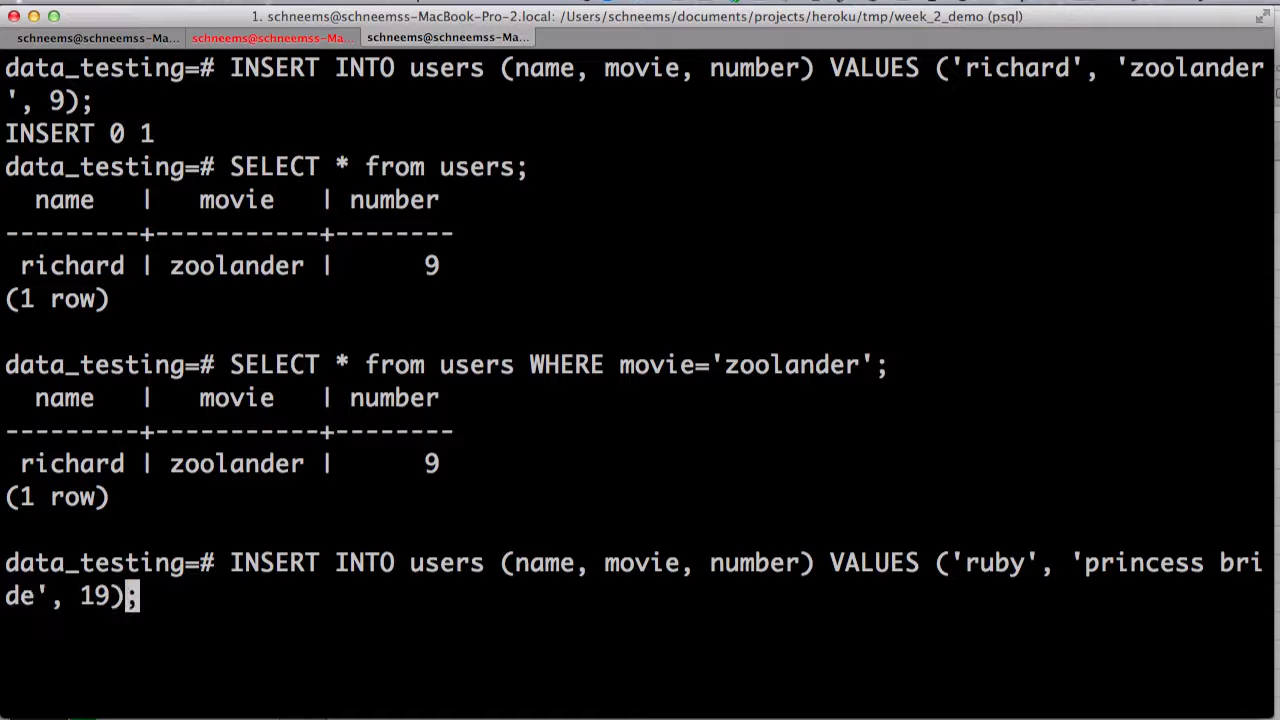 1. schneems@schneemss-MacBook-Pro-2.local: /Users/schneems/documents/projects/heroku/tmp/week_2_demo (psql)
schneems@schneemss-Ma... schneems@schneemss-Ma... schneems@schneemss-Ma...
data_testing=# INSERT INTO users (name, movie, number) VALUES ('richard', 'zoolander
', 9);
INSERT 0 1
data_testing=# SELECT * from users;
name | movie | number
---------+-----------+--------
richard | zoolander | 9
(1 row)
data_testing=# SELECT * from users WHERE movie='zoolander';
name | movie | number
---------+-----------+--------
richard | zoolander | 9
(1 row)
data_testing=# INSERT INTO users (name, movie, number) VALUES ('ruby', 'princess bri
de', 19);